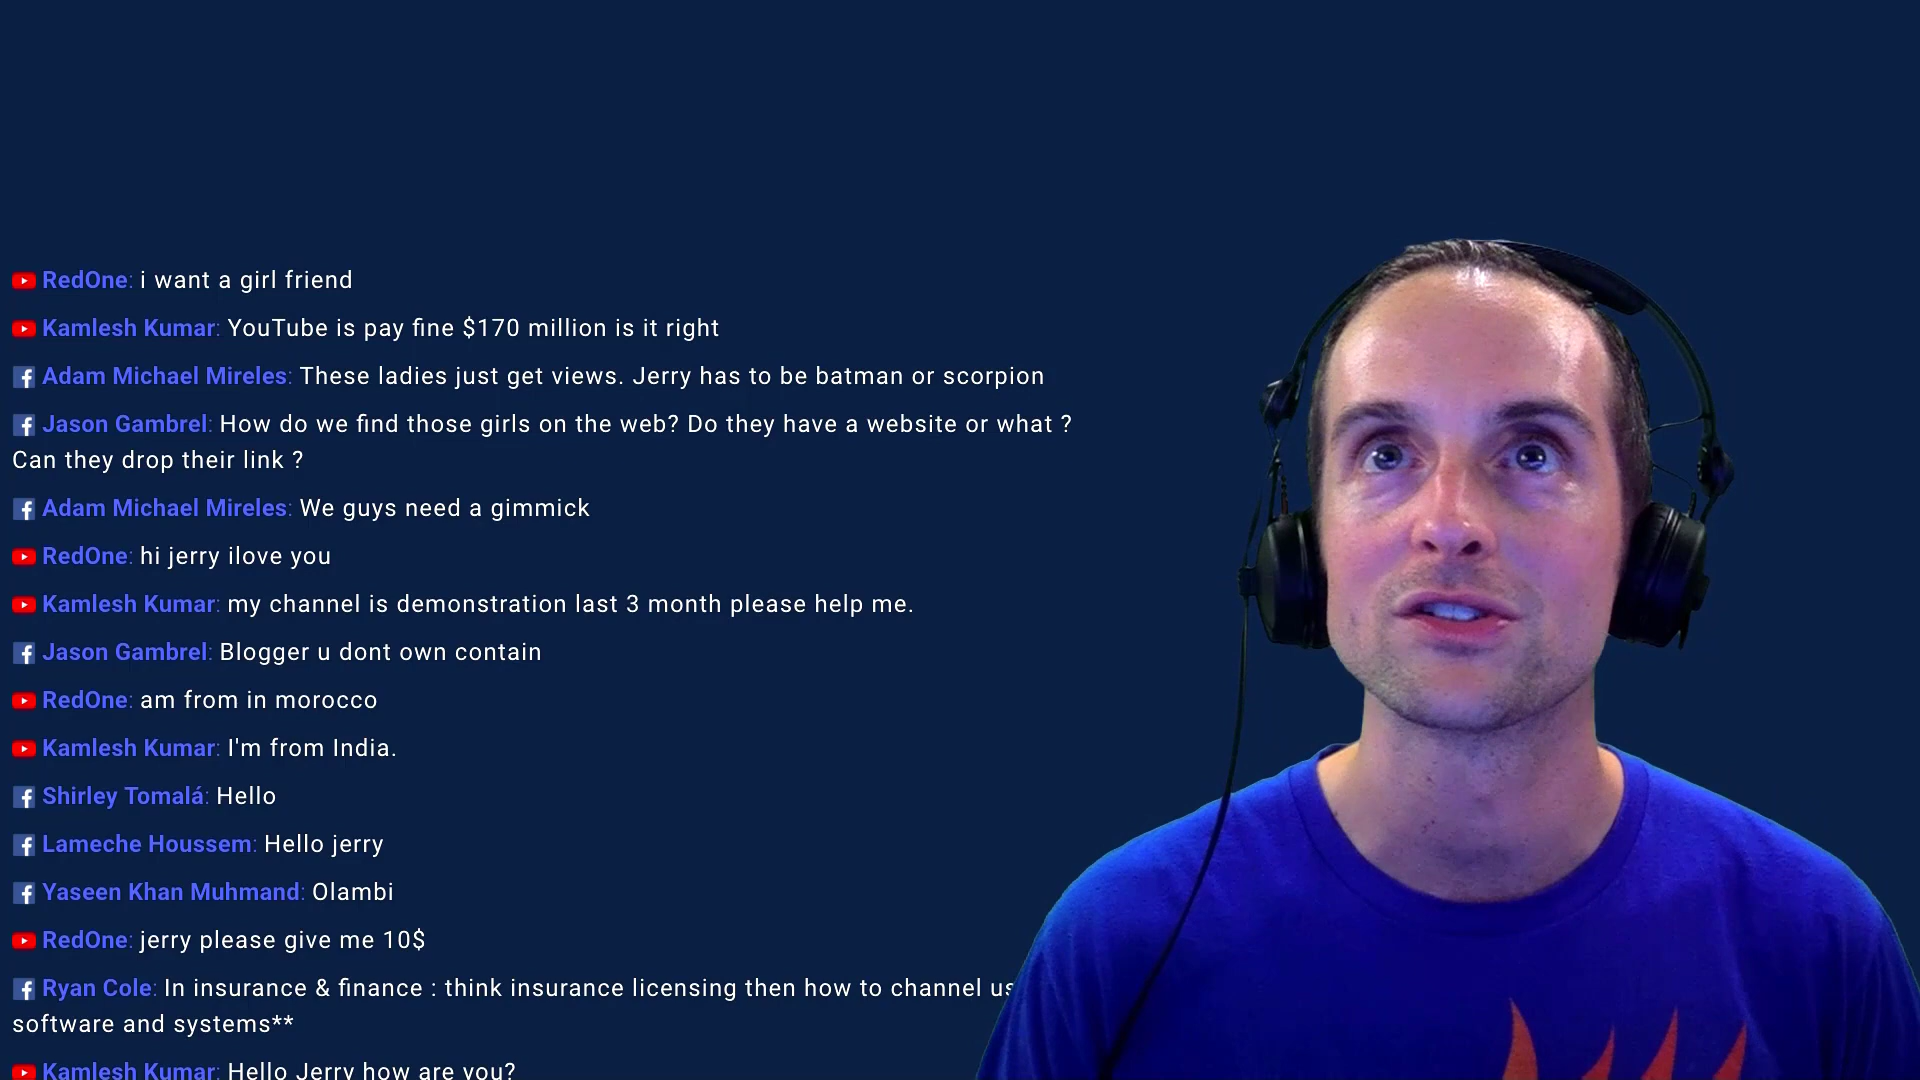 RedOne: i want a girl friend
Kamlesh Kumar: YouTube is pay fine $170 million is it right
Adam Michael Mireles: These ladies just get views. Jerry has to be batman or scorpion
Jason Gambrel: How do we find those girls on the web? Do they have a website or what ?
Can they drop their link ?
Adam Michael Mireles: We guys need a gimmick
RedOne: hi jerry ilove you
Kamlesh Kumar: my channel is demonstration last 3 month please help me.
Jason Gambrel: Blogger u dont own contain
RedOne: am from in morocco
Kamlesh Kumar: I'm from India.
Shirley Tomalá: Hello
Lameche Houssem: Hello jerry
Yaseen Khan Muhmand: Olambi
RedOne: jerry please give me 10$
Ryan Cole: In insurance & finance : think insurance licensing then how to channel
software and systems**
Kamlesh Kumar: Hello Jerry how are you?